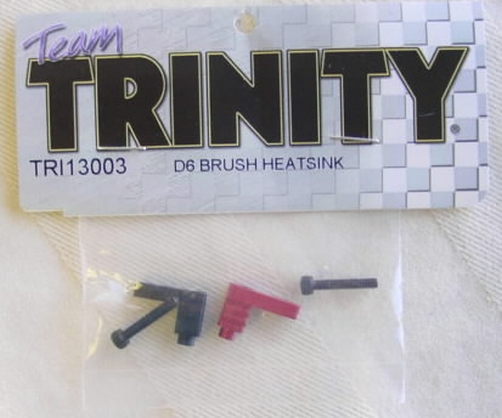 Team
TRINITY
TRI13003 D6 BRUSH HEATSINK